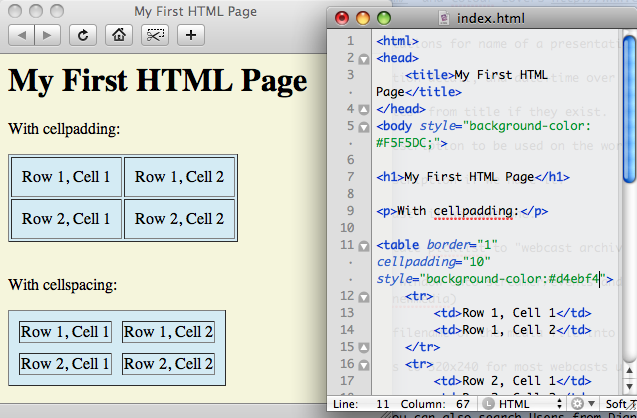 My First HTML Page
My First HTML Page
With cellpadding:
Row 1, Cell 1 Row 1, Cell 2
Row 2, Cell 1 Row 2, Cell 2
With cellspacing:
Row 1, Cell 1 Row 1, Cell 2
Row 2, Cell 1 Row 2, Cell 2
index.html
1 <html>
2 <head>
3 <title>My First HTML
Page</title>
4 </head>
5 <body style="background-color:
#F5F5DC;">
6
7 <h1>My First HTML Page</h1>
8
9 <p>With cellpadding:</p>
10
11 <table border="1"
cellpadding="10"
style="background-color:#d4ebf4">
12 <tr>
13 <td>Row 1, Cell 1</td>
14 <td>Row 1, Cell 2</td>
15 </tr>
16 <tr>
17 <td>Row 2, Cell 1</td>
18
Line: 11 Column: 67 L HTML Soft